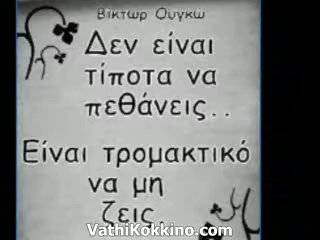 Βίκτωρ Ουγκώ
Δεν είναι
τίποτα να
πεθάνεις..
Είναι τρομακτικό
να μη
ζεις.
VathiKokkino.com